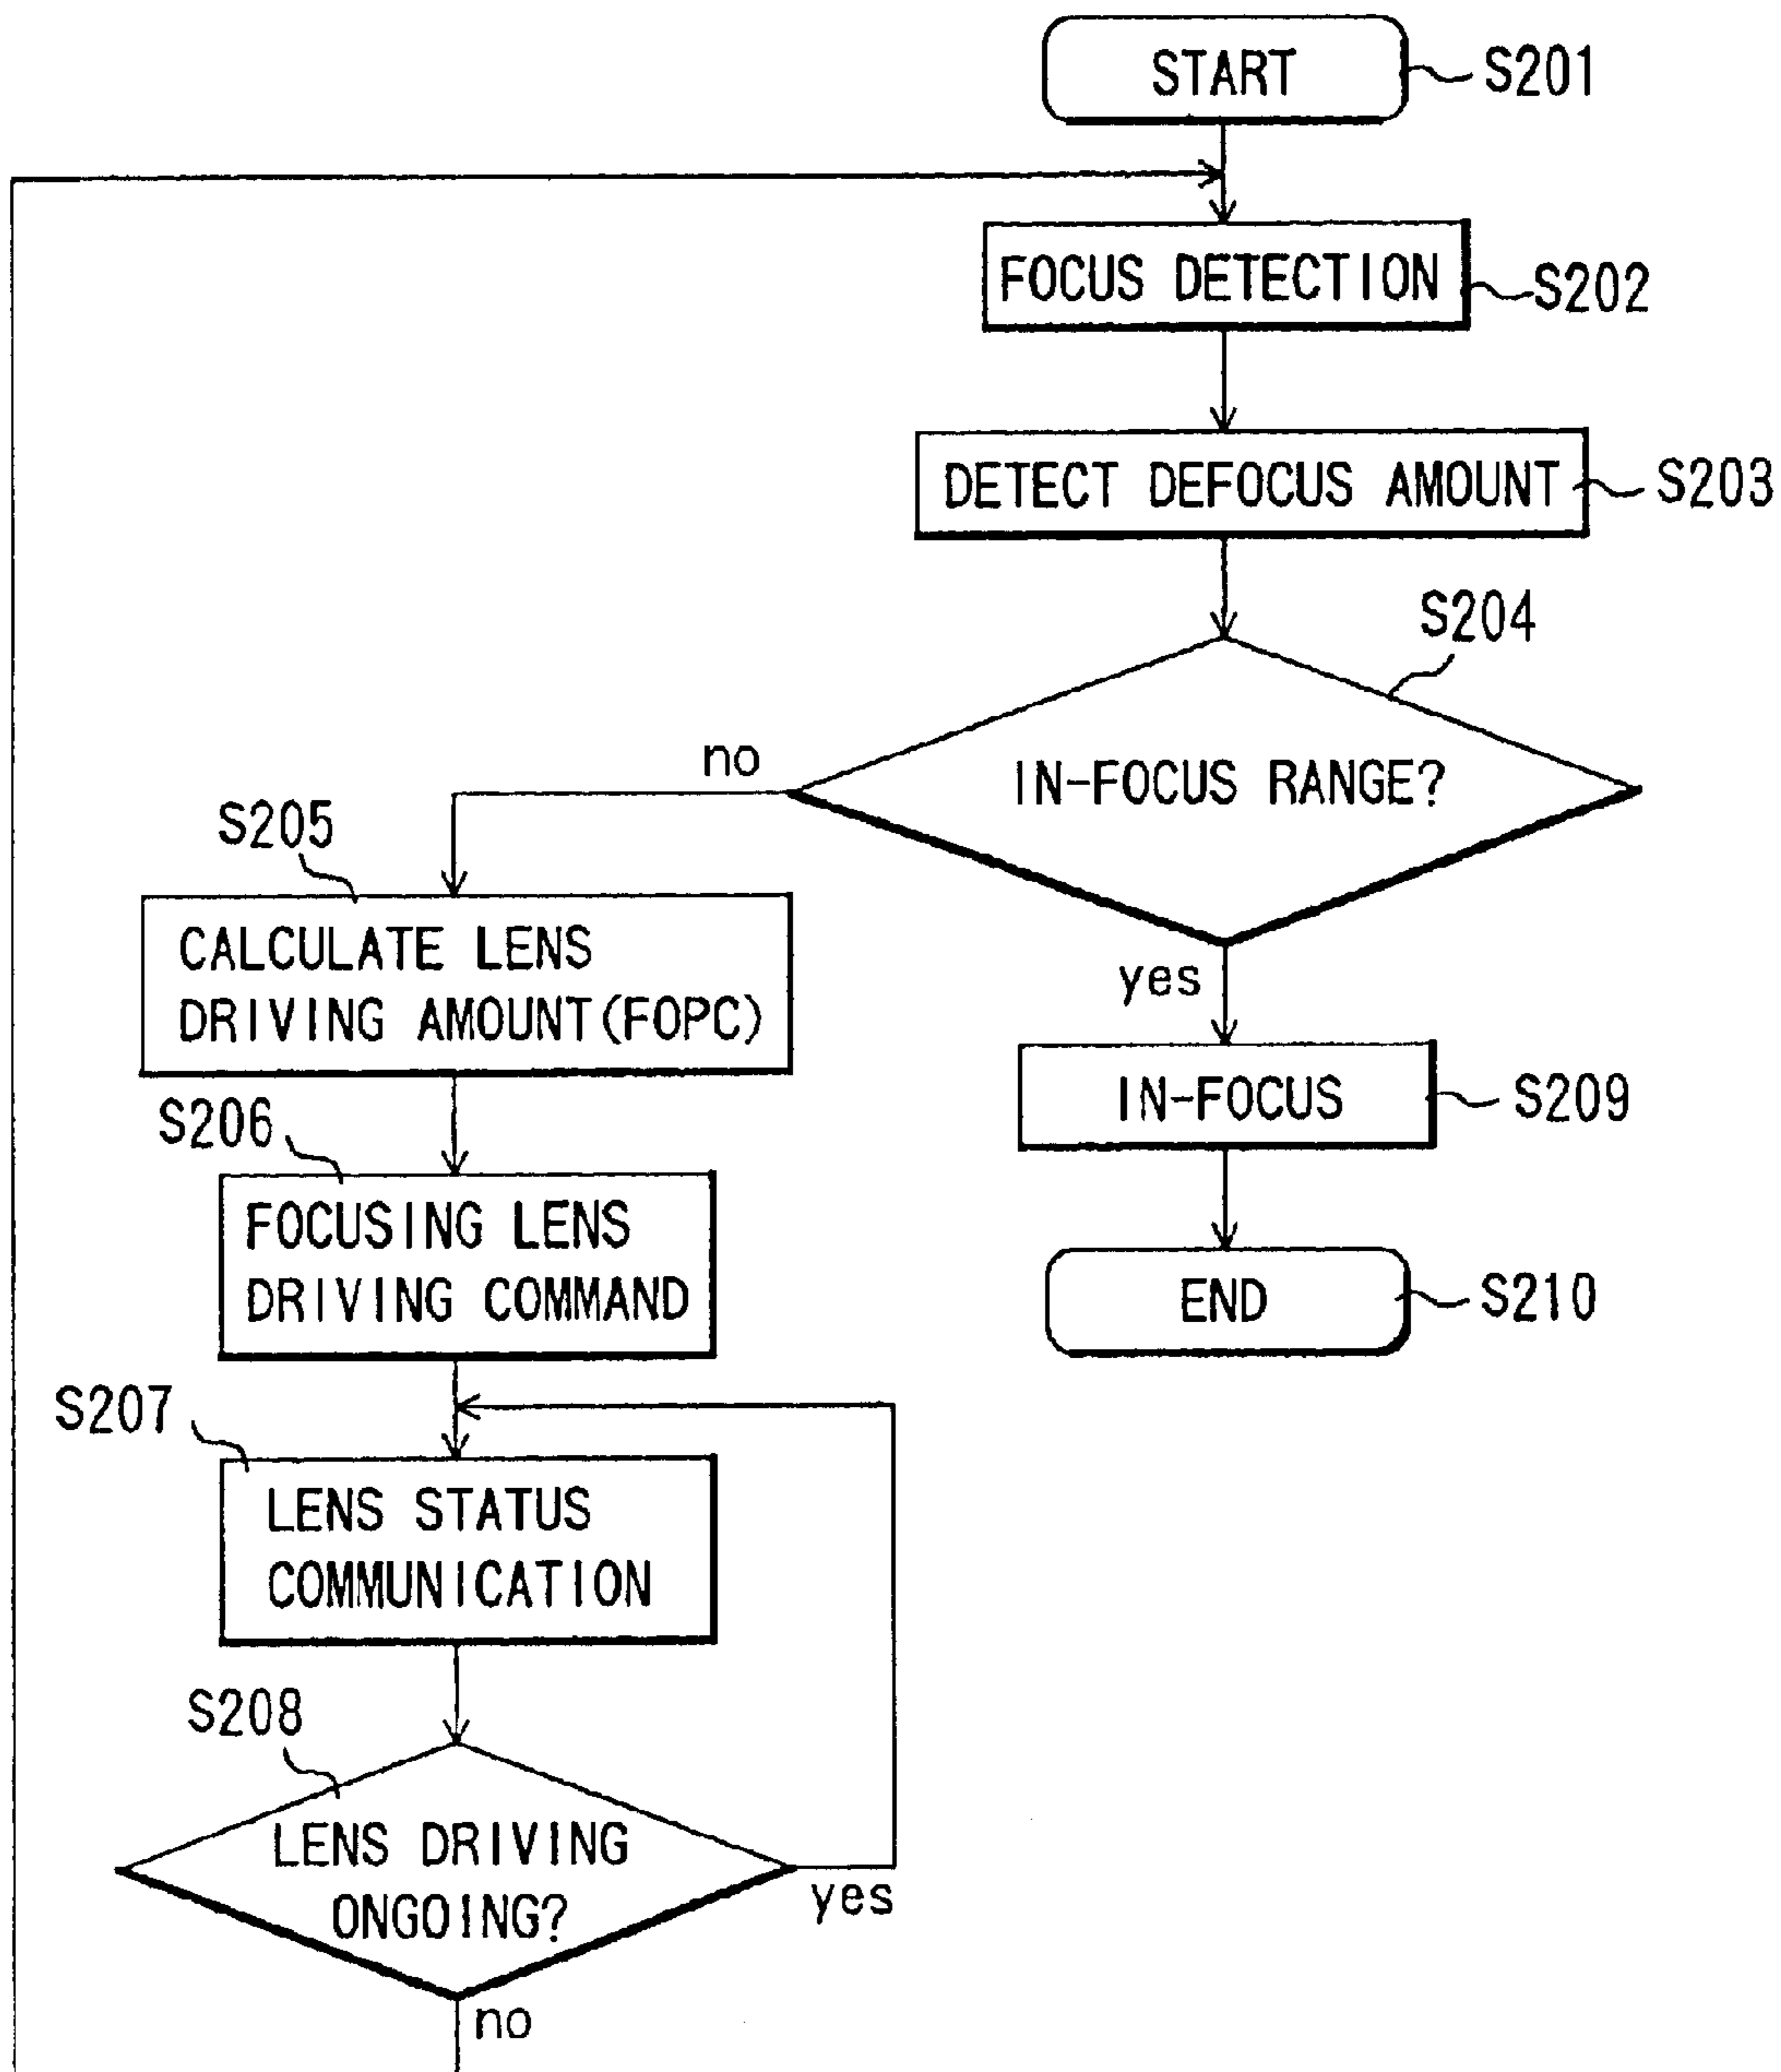 START
S201
FOCUS DETECTION
S202
DETECT DEFOCUS AMOUNT
S203
S204
IN-FOCUS RANGE?
no
yes
S205
CALCULATE LENS
DRIVING AMOUNT(FOPC)
S206
FOCUSING LENS
DRIVING COMMAND
S207
LENS STATUS
COMMUNICATION
S208
LENS DRIVING
ONGOING?
yes
no
IN-FOCUS
S209
END
S210